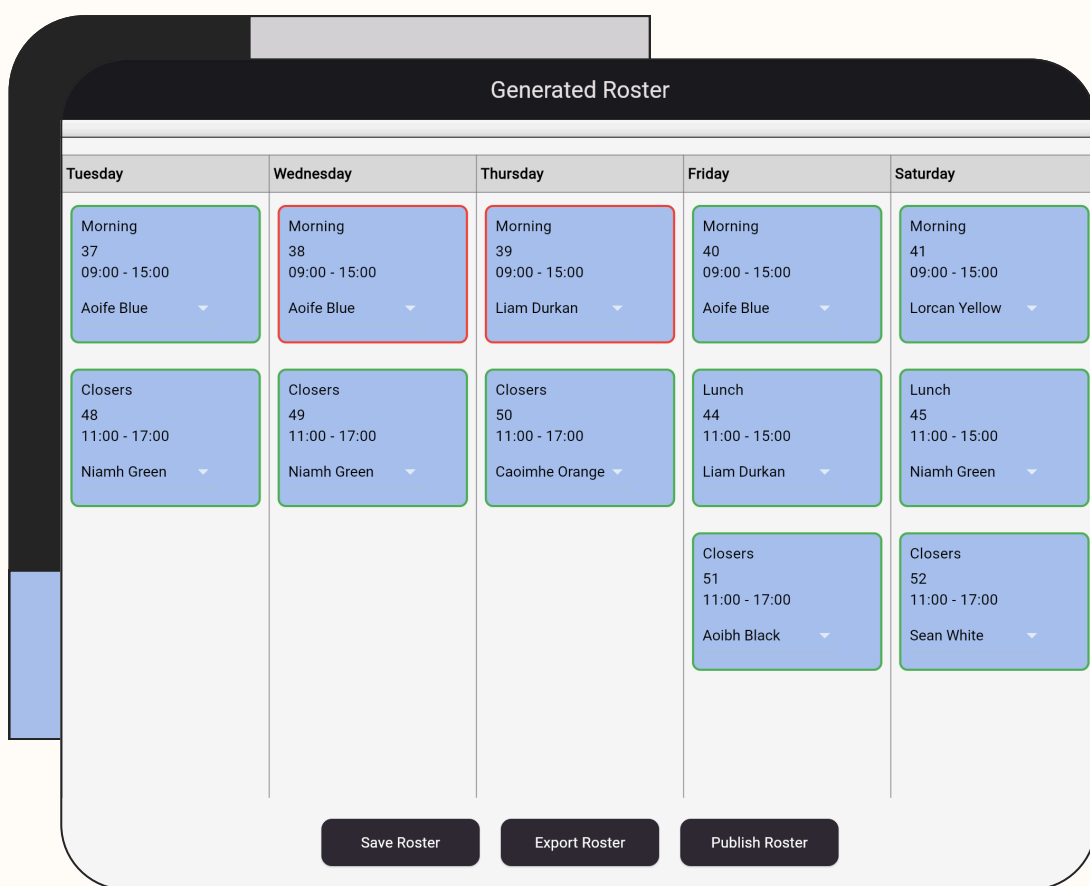 Generated Roster
Tuesday
Wednesday
Thursday
Friday
Saturday
Morning
37
09:00 - 15:00
Aoife Blue
Morning
38
09:00 - 15:00
Aoife Blue
Morning
39
09:00 - 15:00
Liam Durkan
Morning
40
09:00 - 15:00
Aoife Blue
Morning
41
09:00 - 15:00
Lorcan Yellow
Closers
48
11:00 - 17:00
Niamh Green
Closers
49
11:00 - 17:00
Niamh Green
Closers
50
11:00 - 17:00
Caoimhe Orange
Lunch
44
11:00 - 15:00
Liam Durkan
Lunch
45
11:00 - 15:00
Niamh Green
Closers
51
11:00 - 17:00
Aoibh Black
Closers
52
11:00 - 17:00
Sean White
Save Roster
Export Roster
Publish Roster